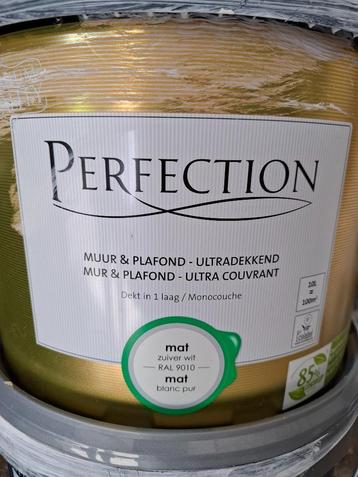 PERFECTION
MUUR & PLAFOND - ULTRADEKKEND
MUR & PLAFOND - ULTRA COUVRANT
Dekt in 1 laag / Monocouche
10L
=
100m²
mat
zuiver wit
RAL 9010
mat
blanc pur
85%